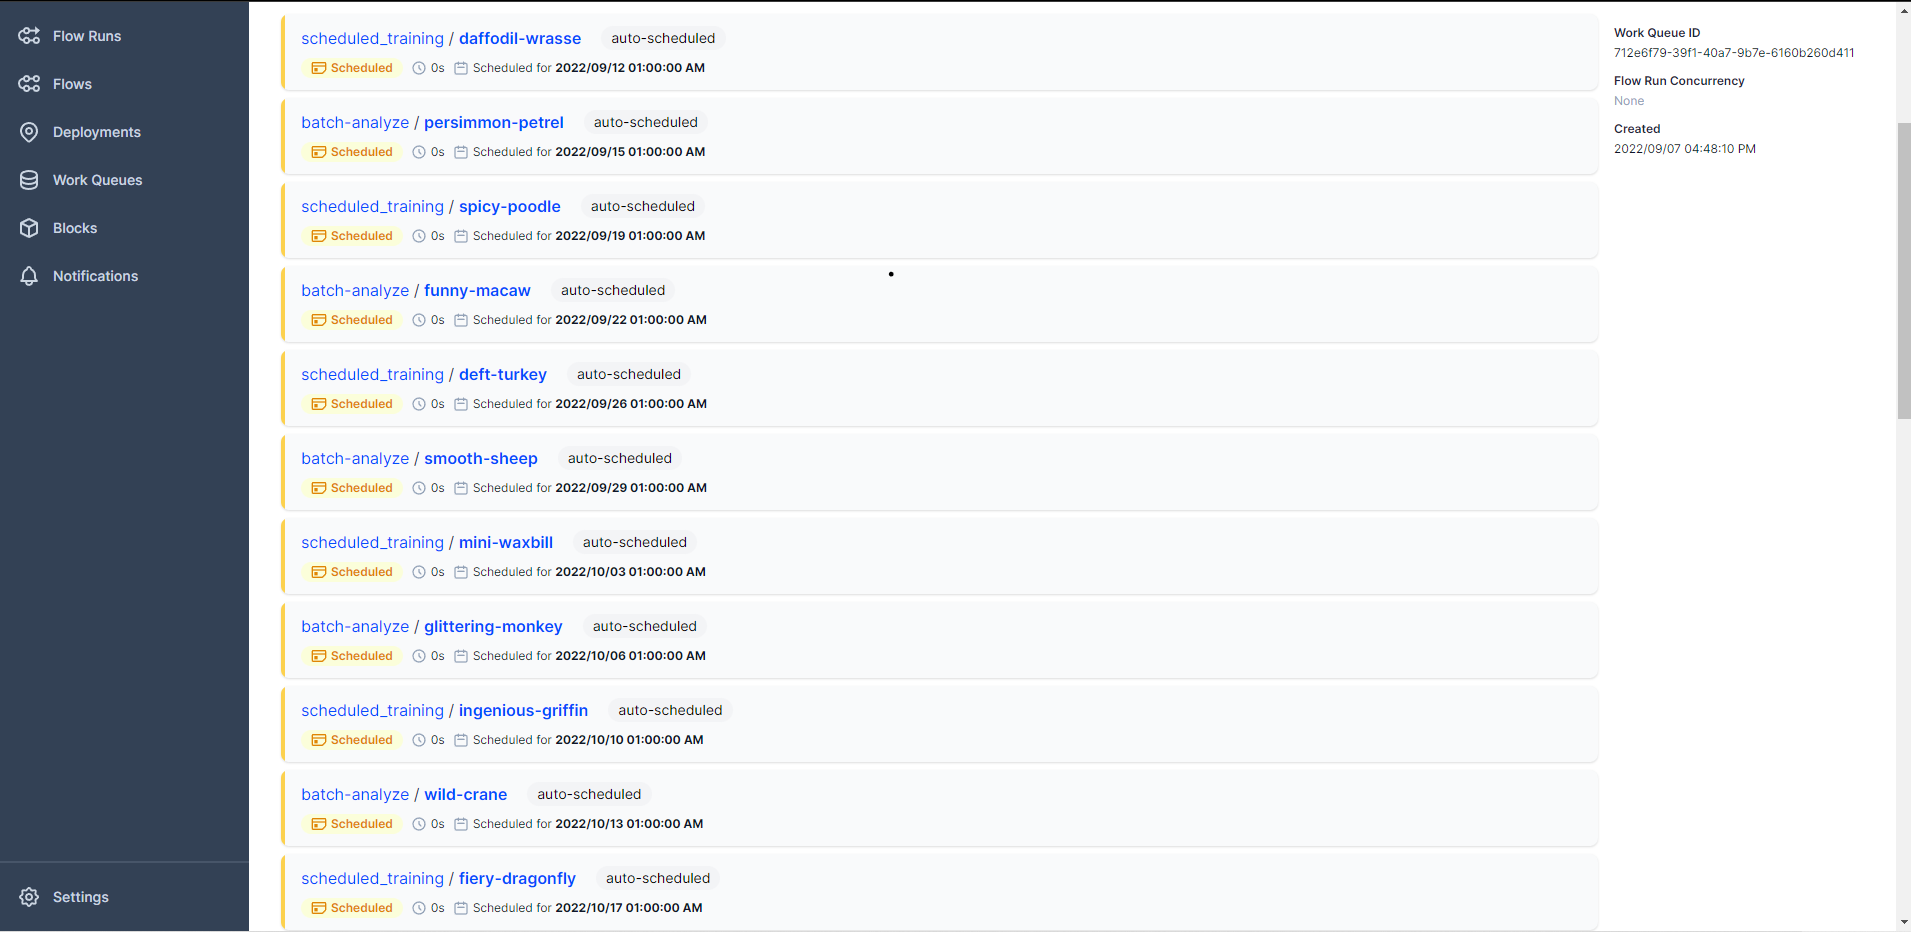 Flow Runs
Flows
Deployments
Work Queues
Blocks
Notifications
Settings
scheduled_training / daffodil-wrasse auto-scheduled
Scheduled 0s Scheduled for 2022/09/12 01:00:00 AM
batch-analyze / persimmon-petrel auto-scheduled
Scheduled 0s Scheduled for 2022/09/15 01:00:00 AM
scheduled_training / spicy-poodle auto-scheduled
Scheduled 0s Scheduled for 2022/09/19 01:00:00 AM
batch-analyze / funny-macaw auto-scheduled
Scheduled 0s Scheduled for 2022/09/22 01:00:00 AM
scheduled_training / deft-turkey auto-scheduled
Scheduled 0s Scheduled for 2022/09/26 01:00:00 AM
batch-analyze / smooth-sheep auto-scheduled
Scheduled 0s Scheduled for 2022/09/29 01:00:00 AM
scheduled_training / mini-waxbill auto-scheduled
Scheduled 0s Scheduled for 2022/10/03 01:00:00 AM
batch-analyze / glittering-monkey auto-scheduled
Scheduled 0s Scheduled for 2022/10/06 01:00:00 AM
scheduled_training / ingenious-griffin auto-scheduled
Scheduled 0s Scheduled for 2022/10/10 01:00:00 AM
batch-analyze / wild-crane auto-scheduled
Scheduled 0s Scheduled for 2022/10/13 01:00:00 AM
scheduled_training / fiery-dragonfly auto-scheduled
Scheduled 0s Scheduled for 2022/10/17 01:00:00 AM
Work Queue ID
712e6f79-39f1-40a7-9b7e-6160b260d411
Flow Run Concurrency
None
Created
2022/09/07 04:48:10 PM